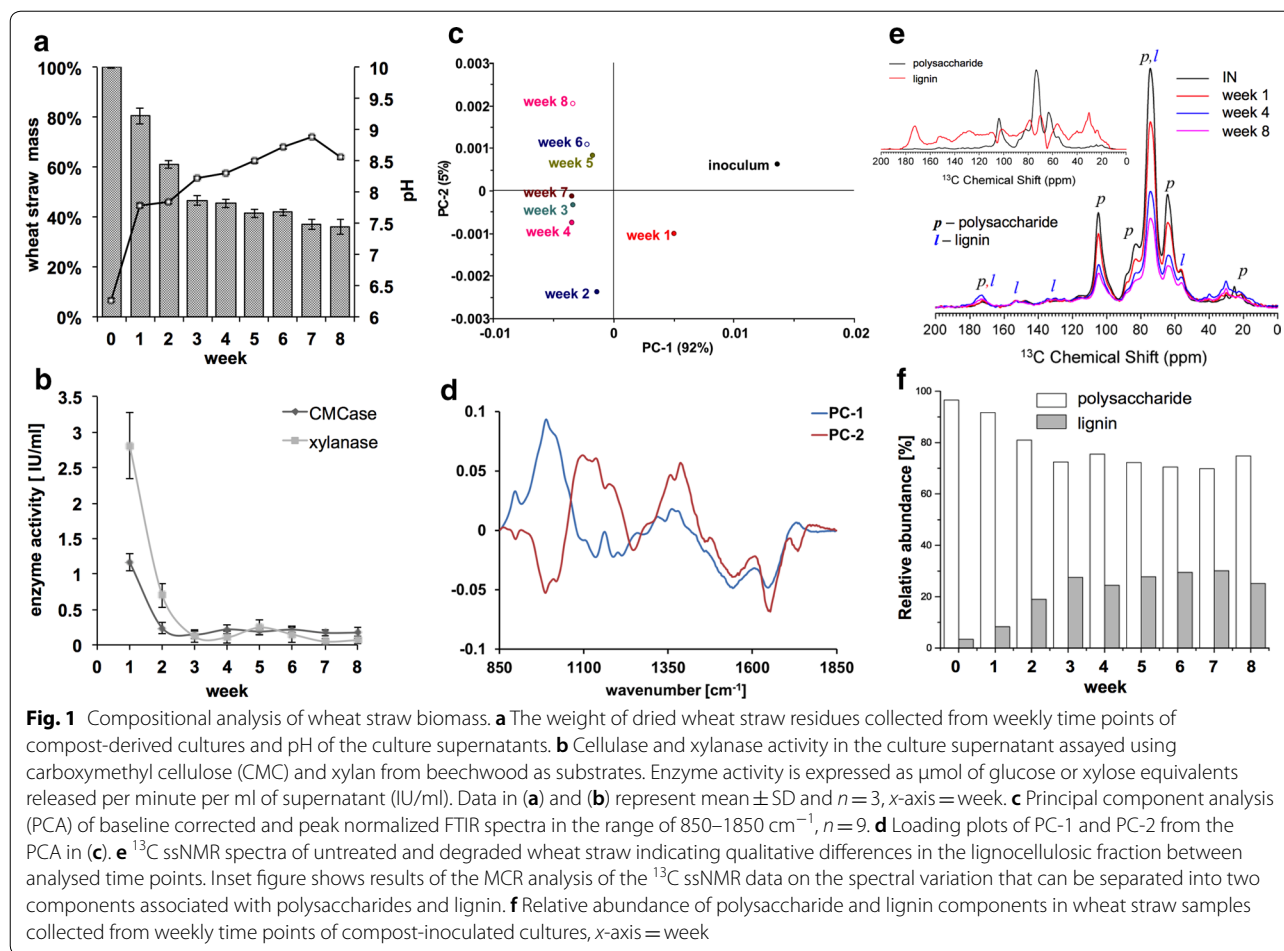 a
100%
80%
60%
40%
20%
0%
wheat straw mass
10
9.5
9
8.5
8
7.5
7
6.5
6
pH
0 1 2 3 4 5 6 7 8
week
b
3.5
3
2.5
2
1.5
1
0.5
0
enzyme activity [ IU/ml]
CMCase
xylanase
0 1 2 3 4 5 6 7 8
week
c
0.003
0.002
0.001
0
-0.001
-0.002
-0.003
PC-2 (5%)
week 8
week 6
week 5
inoculum
week 7
week 3
week 4
week 1
week 2
-0.01 0 0.01 0.02
PC-1 (92%)
d
0.1
0.05
0
-0.05
-0.1
PC-1
PC-2
850 1100 1350 1600 1850
wavenumber [cm-1]
e
polysaccharide
lignin
200 180 160 140 120 100 80 60 40 20 0
13C Chemical Shift (ppm)
p,l
IN
week 1
week 4
week 8
p
p
p
p – polysaccharide
l – lignin
p,l
l
l
l
p
200 180 160 140 120 100 80 60 40 20 0
13C Chemical Shift (ppm)
f
100
80
60
40
20
0
Relative abundance [%]
polysaccharide
lignin
0 1 2 3 4 5 6 7 8
week
Fig. 1 Compositional analysis of wheat straw biomass. a The weight of dried wheat straw residues collected from weekly time points of
compost-derived cultures and pH of the culture supernatants. b Cellulase and xylanase activity in the culture supernatant assayed using
carboxymethyl cellulose (CMC) and xylan from beechwood as substrates. Enzyme activity is expressed as μmol of glucose or xylose equivalents
released per minute per ml of supernatant (IU/ml). Data in (a) and (b) represent mean ± SD and n = 3, x-axis = week. c Principal component analysis
(PCA) of baseline corrected and peak normalized FTIR spectra in the range of 850–1850 cm−1, n = 9. d Loading plots of PC-1 and PC-2 from the
PCA in (c). e 13C ssNMR spectra of untreated and degraded wheat straw indicating qualitative differences in the lignocellulosic fraction between
analysed time points. Inset figure shows results of the MCR analysis of the 13C ssNMR data on the spectral variation that can be separated into two
components associated with polysaccharides and lignin. f Relative abundance of polysaccharide and lignin components in wheat straw samples
collected from weekly time points of compost-inoculated cultures, x-axis = week